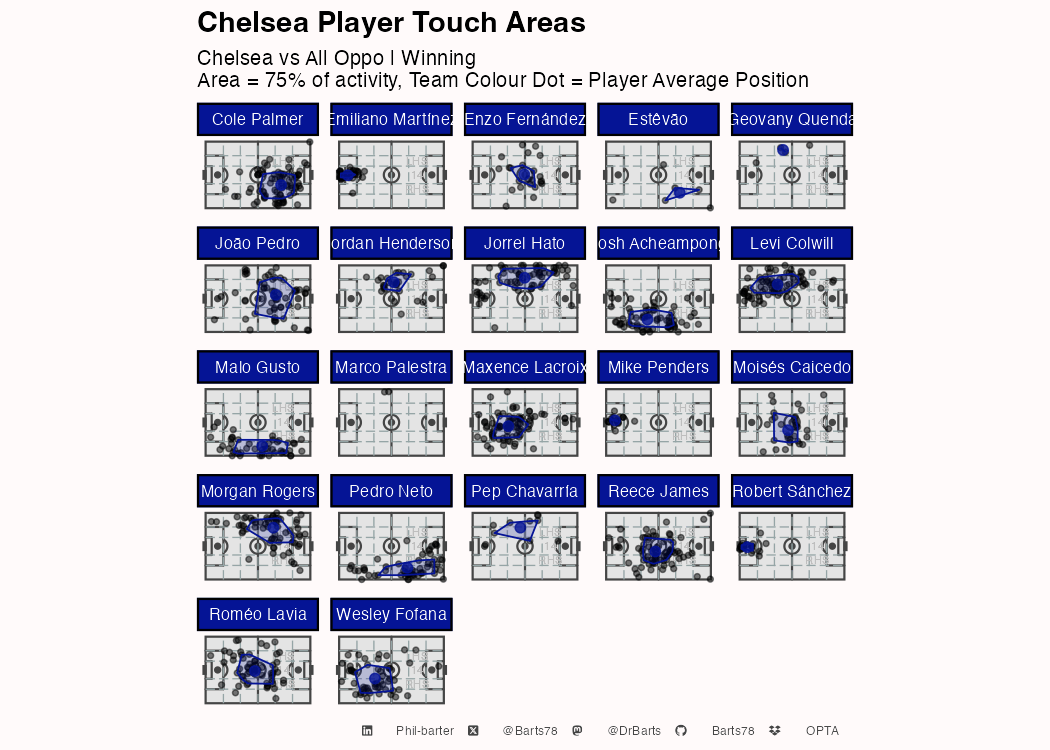 Chelsea Player Touch Areas
Chelsea vs All Oppo | Winning
Area = 75% of activity, Team Colour Dot = Player Average Position
Cole Palmer
Emiliano Martínez
Enzo Fernández
Estêvão
Geovany Quenda
João Pedro
ordan Henderson
Jorrel Hato
osh Acheampong
Levi Colwill
Malo Gusto
Marco Palestra
Maxence Lacroix
Mike Penders
Moisés Caicedo
Morgan Rogers
Pedro Neto
Pep Chavarría
Reece James
Robert Sánchez
Roméo Lavia
Wesley Fofana
Phil-barter @Barts78 @DrBarts Barts78 OPTA